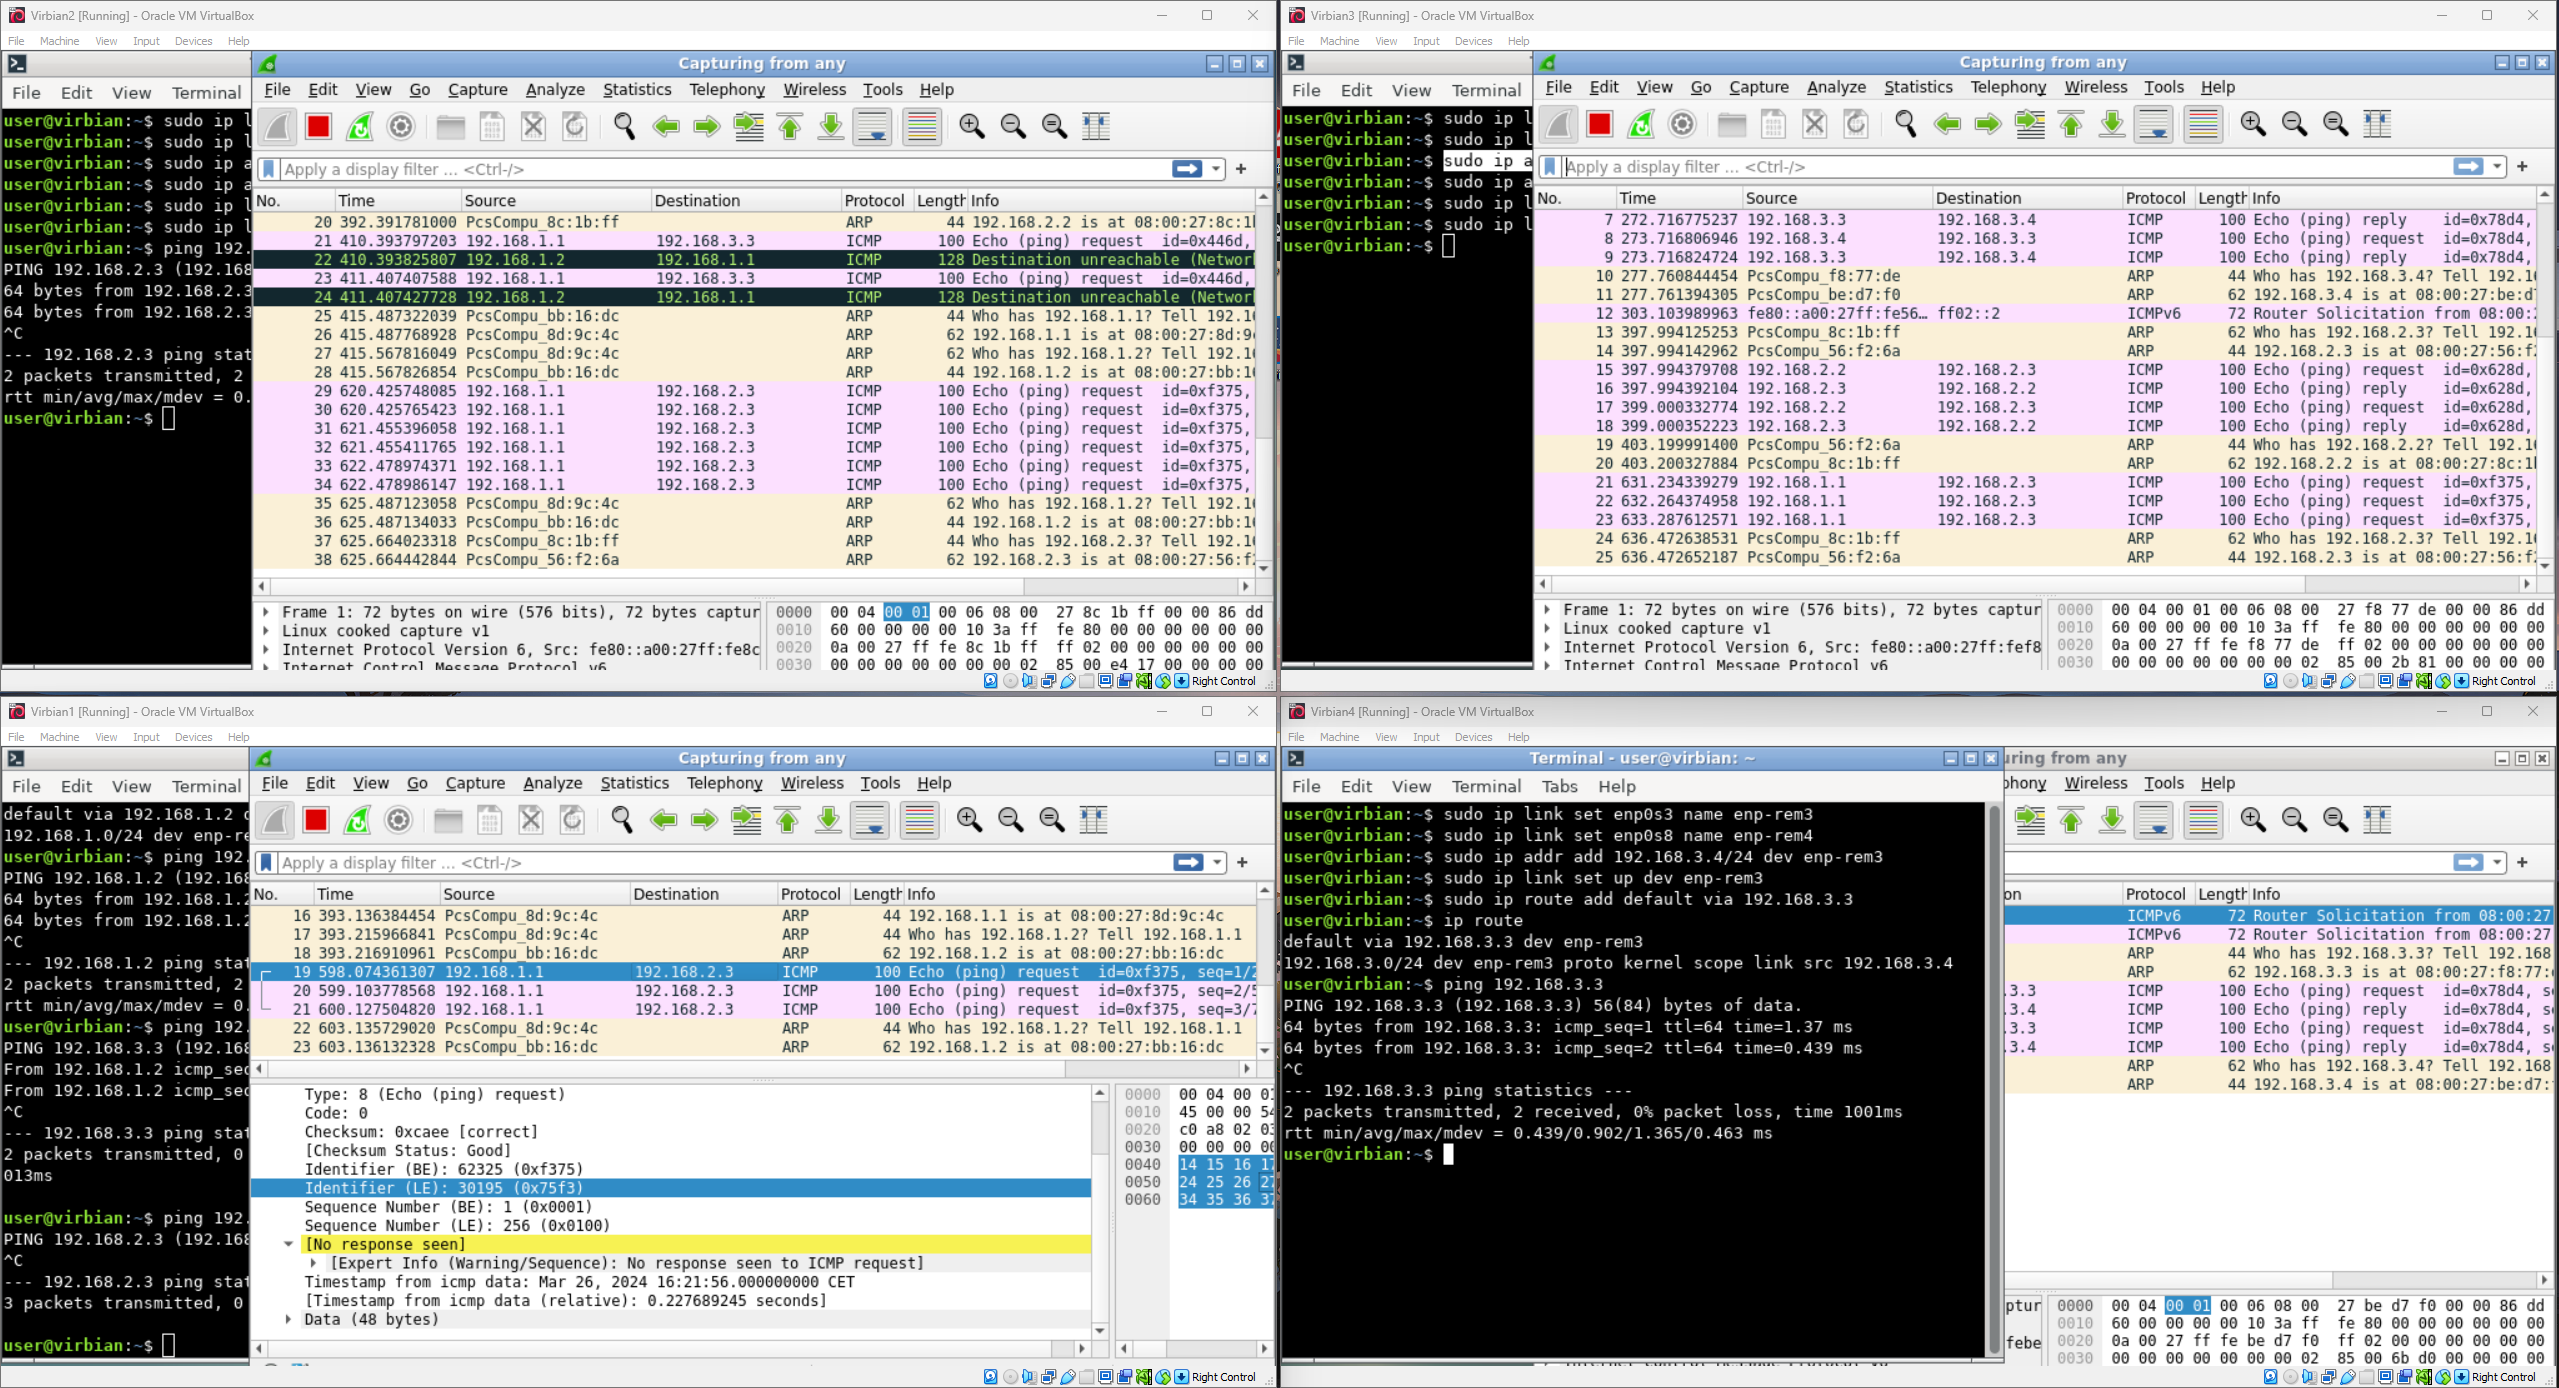 Virbian2 [Running] - Oracle VM VirtualBox
File Machine View Input Devices Help
Capturing from any
File Edit View Terminal
File Edit View Go Capture Analyze Statistics Telephony Wireless Tools Help
user@virbian:~$ sudo ip l
user@virbian:~$ sudo ip l
user@virbian:~$ sudo ip a
user@virbian:~$ sudo ip a
user@virbian:~$ sudo ip l
user@virbian:~$ sudo ip l
user@virbian:~$ ping 192.
PING 192.168.2.3 (192.168
64 bytes from 192.168.2.3
64 bytes from 192.168.2.3
^C
--- 192.168.2.3 ping stat
2 packets transmitted, 2
rtt min/avg/max/mdev = 0.
user@virbian:~$
Apply a display filter ... <Ctrl-/>
No. Time Source Destination Protocol Length Info
20 392.391781000 PcsCompu_8c:1b:ff ARP 44 192.168.2.2 is at 08:00:27:8c:1
21 410.393797203 192.168.1.1 192.168.3.3 ICMP 100 Echo (ping) request id=0x446d,
22 410.393825807 192.168.1.2 192.168.1.1 ICMP 128 Destination unreachable (Networ
23 411.407407588 192.168.1.1 192.168.3.3 ICMP 100 Echo (ping) request id=0x446d,
24 411.407427728 192.168.1.2 192.168.1.1 ICMP 128 Destination unreachable (Networ
25 415.487322039 PcsCompu_bb:16:dc ARP 44 Who has 192.168.1.1? Tell 192.1
26 415.487768928 PcsCompu_8d:9c:4c ARP 62 192.168.1.1 is at 08:00:27:8d:9
27 415.567816049 PcsCompu_8d:9c:4c ARP 62 Who has 192.168.1.2? Tell 192.1
28 415.567826854 PcsCompu_bb:16:dc ARP 44 192.168.1.2 is at 08:00:27:bb:1
29 620.425748085 192.168.1.1 192.168.2.3 ICMP 100 Echo (ping) request id=0xf375,
30 620.425765423 192.168.1.1 192.168.2.3 ICMP 100 Echo (ping) request id=0xf375,
31 621.455396058 192.168.1.1 192.168.2.3 ICMP 100 Echo (ping) request id=0xf375,
32 621.455411765 192.168.1.1 192.168.2.3 ICMP 100 Echo (ping) request id=0xf375,
33 622.478974371 192.168.1.1 192.168.2.3 ICMP 100 Echo (ping) request id=0xf375,
34 622.478986147 192.168.1.1 192.168.2.3 ICMP 100 Echo (ping) request id=0xf375,
35 625.487123058 PcsCompu_8d:9c:4c ARP 62 Who has 192.168.1.2? Tell 192.1
36 625.487134033 PcsCompu_bb:16:dc ARP 44 192.168.1.2 is at 08:00:27:bb:1
37 625.664023318 PcsCompu_8c:1b:ff ARP 44 Who has 192.168.2.3? Tell 192.1
38 625.664442844 PcsCompu_56:f2:6a ARP 62 192.168.2.3 is at 08:00:27:56:f
Frame 1: 72 bytes on wire (576 bits), 72 bytes captur
Linux cooked capture v1
Internet Protocol Version 6, Src: fe80::a00:27ff:fe8c
Internet Control Message Protocol v6
0000 00 04 00 01 00 06 08 00 27 8c 1b ff 00 00 86 dd
0010 60 00 00 00 00 10 3a ff fe 80 00 00 00 00 00 00
0020 0a 00 27 ff fe 8c 1b ff ff 02 00 00 00 00 00 00
0030 00 00 00 00 00 00 00 02 85 00 e4 17 00 00 00 00
Right Control
Virbian3 [Running] - Oracle VM VirtualBox
File Machine View Input Devices Help
Capturing from any
File Edit View Terminal
File Edit View Go Capture Analyze Statistics Telephony Wireless Tools Help
user@virbian:~$ sudo ip l
user@virbian:~$ sudo ip l
user@virbian:~$ sudo ip a
user@virbian:~$ sudo ip a
user@virbian:~$ sudo ip l
user@virbian:~$ sudo ip l
user@virbian:~$
Apply a display filter ... <Ctrl-/>
No. Time Source Destination Protocol Length Info
7 272.716775237 192.168.3.3 192.168.3.4 ICMP 100 Echo (ping) reply id=0x78d4,
8 273.716806946 192.168.3.4 192.168.3.3 ICMP 100 Echo (ping) request id=0x78d4,
9 273.716824724 192.168.3.3 192.168.3.4 ICMP 100 Echo (ping) reply id=0x78d4,
10 277.760844454 PcsCompu_f8:77:de ARP 44 Who has 192.168.3.4? Tell 192.1
11 277.761394305 PcsCompu_be:d7:f0 ARP 62 192.168.3.4 is at 08:00:27:be:d
12 303.103989963 fe80::a00:27ff:fe56… ff02::2 ICMPv6 72 Router Solicitation from 08:00:
13 397.994125253 PcsCompu_8c:1b:ff ARP 62 Who has 192.168.2.3? Tell 192.1
14 397.994142962 PcsCompu_56:f2:6a ARP 44 192.168.2.3 is at 08:00:27:56:f
15 397.994379708 192.168.2.2 192.168.2.3 ICMP 100 Echo (ping) request id=0x628d,
16 397.994392104 192.168.2.3 192.168.2.2 ICMP 100 Echo (ping) reply id=0x628d,
17 399.000332774 192.168.2.2 192.168.2.3 ICMP 100 Echo (ping) request id=0x628d,
18 399.000352223 192.168.2.3 192.168.2.2 ICMP 100 Echo (ping) reply id=0x628d,
19 403.199991400 PcsCompu_56:f2:6a ARP 44 Who has 192.168.2.2? Tell 192.1
20 403.200327884 PcsCompu_8c:1b:ff ARP 62 192.168.2.2 is at 08:00:27:8c:1
21 631.234339279 192.168.1.1 192.168.2.3 ICMP 100 Echo (ping) request id=0xf375,
22 632.264374958 192.168.1.1 192.168.2.3 ICMP 100 Echo (ping) request id=0xf375,
23 633.287612571 192.168.1.1 192.168.2.3 ICMP 100 Echo (ping) request id=0xf375,
24 636.472638531 PcsCompu_8c:1b:ff ARP 62 Who has 192.168.2.3? Tell 192.1
25 636.472652187 PcsCompu_56:f2:6a ARP 44 192.168.2.3 is at 08:00:27:56:f
Frame 1: 72 bytes on wire (576 bits), 72 bytes captur
Linux cooked capture v1
Internet Protocol Version 6, Src: fe80::a00:27ff:fef8
Internet Control Message Protocol v6
0000 00 04 00 01 00 06 08 00 27 f8 77 de 00 00 86 dd
0010 60 00 00 00 00 10 3a ff fe 80 00 00 00 00 00 00
0020 0a 00 27 ff fe f8 77 de ff 02 00 00 00 00 00 00
0030 00 00 00 00 00 00 00 02 85 00 2b 81 00 00 00 00
Right Control
Virbian1 [Running] - Oracle VM VirtualBox
File Machine View Input Devices Help
Capturing from any
File Edit View Terminal
File Edit View Go Capture Analyze Statistics Telephony Wireless Tools Help
default via 192.168.1.2 d
192.168.1.0/24 dev enp-re
user@virbian:~$ ping 192.
PING 192.168.1.2 (192.168
64 bytes from 192.168.1.2
64 bytes from 192.168.1.2
^C
--- 192.168.1.2 ping stat
2 packets transmitted, 2
rtt min/avg/max/mdev = 0.
user@virbian:~$ ping 192.
PING 192.168.3.3 (192.168
From 192.168.1.2 icmp_seq
From 192.168.1.2 icmp_seq
^C
--- 192.168.3.3 ping stat
2 packets transmitted, 0
013ms
user@virbian:~$ ping 192.
PING 192.168.2.3 (192.168
^C
--- 192.168.2.3 ping stat
3 packets transmitted, 0
user@virbian:~$
Apply a display filter ... <Ctrl-/>
No. Time Source Destination Protocol Length Info
16 393.136384454 PcsCompu_8d:9c:4c ARP 44 192.168.1.1 is at 08:00:27:8d:9c:4c
17 393.215966841 PcsCompu_8d:9c:4c ARP 44 Who has 192.168.1.2? Tell 192.168.1.1
18 393.216910961 PcsCompu_bb:16:dc ARP 62 192.168.1.2 is at 08:00:27:bb:16:dc
19 598.074361307 192.168.1.1 192.168.2.3 ICMP 100 Echo (ping) request id=0xf375, seq=1/2
20 599.103778568 192.168.1.1 192.168.2.3 ICMP 100 Echo (ping) request id=0xf375, seq=2/5
21 600.127504820 192.168.1.1 192.168.2.3 ICMP 100 Echo (ping) request id=0xf375, seq=3/7
22 603.135729020 PcsCompu_8d:9c:4c ARP 44 Who has 192.168.1.2? Tell 192.168.1.1
23 603.136132328 PcsCompu_bb:16:dc ARP 62 192.168.1.2 is at 08:00:27:bb:16:dc
Type: 8 (Echo (ping) request)
Code: 0
Checksum: 0xcaee [correct]
[Checksum Status: Good]
Identifier (BE): 62325 (0xf375)
Identifier (LE): 30195 (0x75f3)
Sequence Number (BE): 1 (0x0001)
Sequence Number (LE): 256 (0x0100)
[No response seen]
[Expert Info (Warning/Sequence): No response seen to ICMP request]
Timestamp from icmp data: Mar 26, 2024 16:21:56.000000000 CET
[Timestamp from icmp data (relative): 0.227689245 seconds]
Data (48 bytes)
0000 00 04 00 01
0010 45 00 00 54
0020 c0 a8 02 03
0030 00 00 00 00
0040 14 15 16 17
0050 24 25 26 27
0060 34 35 36 37
Right Control
Virbian4 [Running] - Oracle VM VirtualBox
File Machine View Input Devices Help
Terminal - user@virbian: ~
File Edit View Terminal Tabs Help
user@virbian:~$ sudo ip link set enp0s3 name enp-rem3
user@virbian:~$ sudo ip link set enp0s8 name enp-rem4
user@virbian:~$ sudo ip addr add 192.168.3.4/24 dev enp-rem3
user@virbian:~$ sudo ip link set up dev enp-rem3
user@virbian:~$ sudo ip route add default via 192.168.3.3
user@virbian:~$ ip route
default via 192.168.3.3 dev enp-rem3
192.168.3.0/24 dev enp-rem3 proto kernel scope link src 192.168.3.4
user@virbian:~$ ping 192.168.3.3
PING 192.168.3.3 (192.168.3.3) 56(84) bytes of data.
64 bytes from 192.168.3.3: icmp_seq=1 ttl=64 time=1.37 ms
64 bytes from 192.168.3.3: icmp_seq=2 ttl=64 time=0.439 ms
^C
--- 192.168.3.3 ping statistics ---
2 packets transmitted, 2 received, 0% packet loss, time 1001ms
rtt min/avg/max/mdev = 0.439/0.902/1.365/0.463 ms
user@virbian:~$
uring from any
phony Wireless Tools Help
on Protocol Length Info
ICMPv6 72 Router Solicitation from 08:00:27
ICMPv6 72 Router Solicitation from 08:00:27
ARP 44 Who has 192.168.3.3? Tell 192.168
ARP 62 192.168.3.3 is at 08:00:27:f8:77:
.3.3 ICMP 100 Echo (ping) request id=0x78d4, s
.3.4 ICMP 100 Echo (ping) reply id=0x78d4, s
.3.3 ICMP 100 Echo (ping) request id=0x78d4, s
.3.4 ICMP 100 Echo (ping) reply id=0x78d4, s
ARP 62 Who has 192.168.3.4? Tell 192.168
ARP 44 192.168.3.4 is at 08:00:27:be:d7:
ptur
febe
0000 00 04 00 01 00 06 08 00 27 be d7 f0 00 00 86 dd
0010 60 00 00 00 00 10 3a ff fe 80 00 00 00 00 00 00
0020 0a 00 27 ff fe be d7 f0 ff 02 00 00 00 00 00 00
0030 00 00 00 00 00 00 00 02 85 00 6b d0 00 00 00 00
Right Control